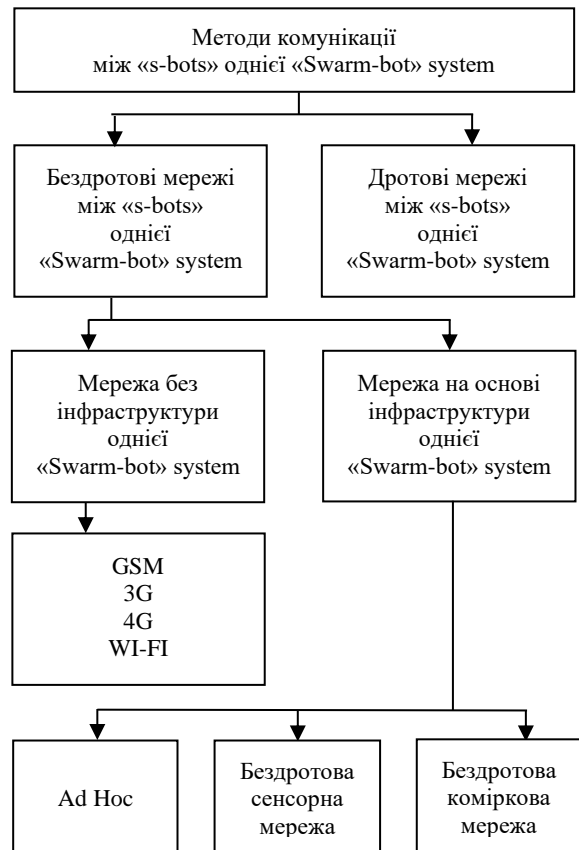 Методи комунікації
між «s-bots» однієї «Swarm-bot» system
Бездротові мережі
між «s-bots»
однієї
«Swarm-bot» system
Дротові мережі
між «s-bots»
однієї
«Swarm-bot» system
Мережа без
інфраструктури
однієї
«Swarm-bot» system
Мережа на основі
інфраструктури
однієї
«Swarm-bot» system
GSM
3G
4G
WI-FI
Ad Hoc
Бездротова
сенсорна
мережа
Бездротова
коміркова
мережа